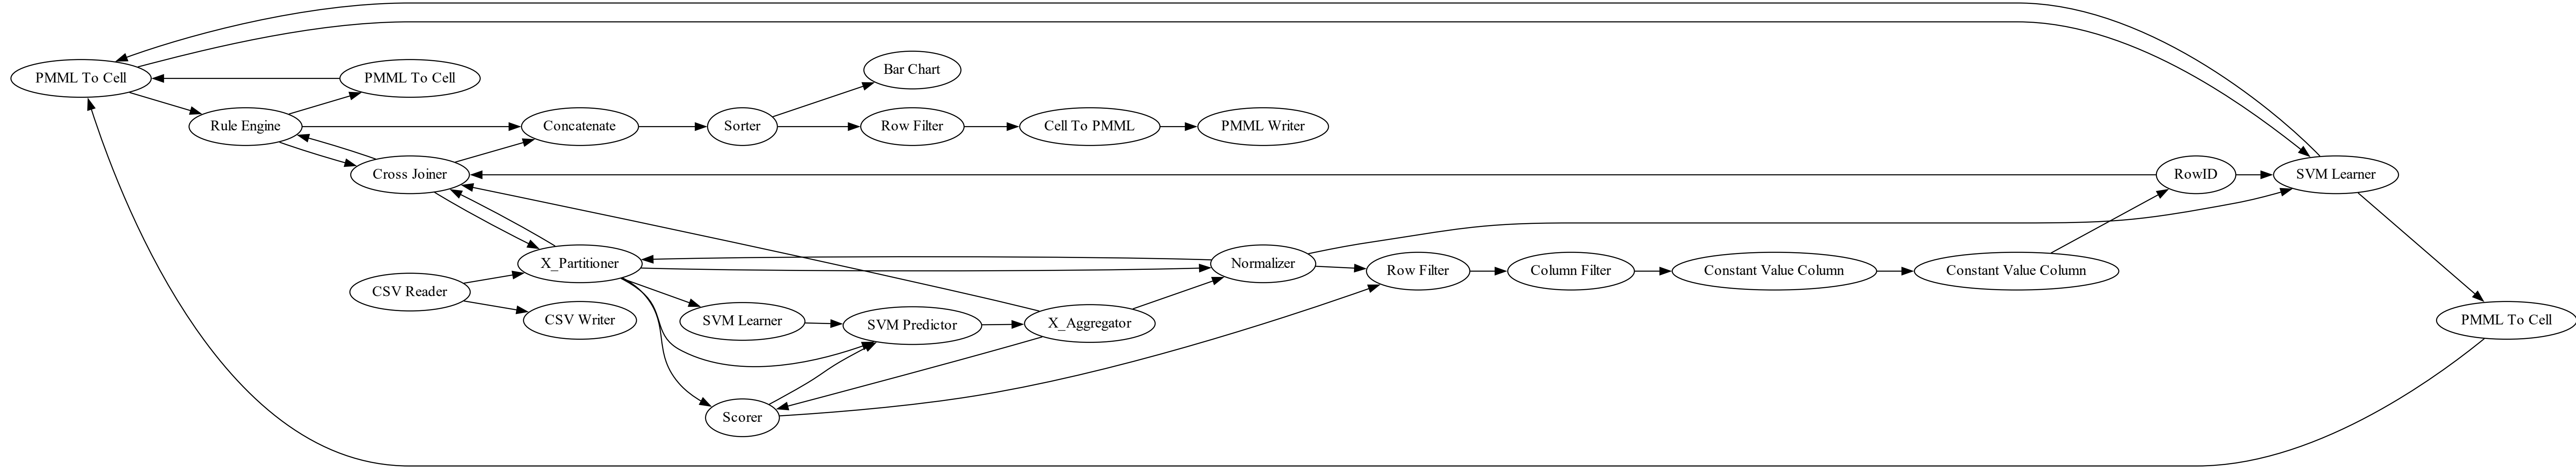 PMML To Cell
PMML To Cell
Bar Chart
Rule Engine
Concatenate
Sorter
Row Filter
Cell To PMML
PMML Writer
Cross Joiner
RowID
SVM Learner
X_Partitioner
Normalizer
Row Filter
Column Filter
Constant Value Column
Constant Value Column
CSV Reader
CSV Writer
SVM Learner
SVM Predictor
X_Aggregator
PMML To Cell
Scorer